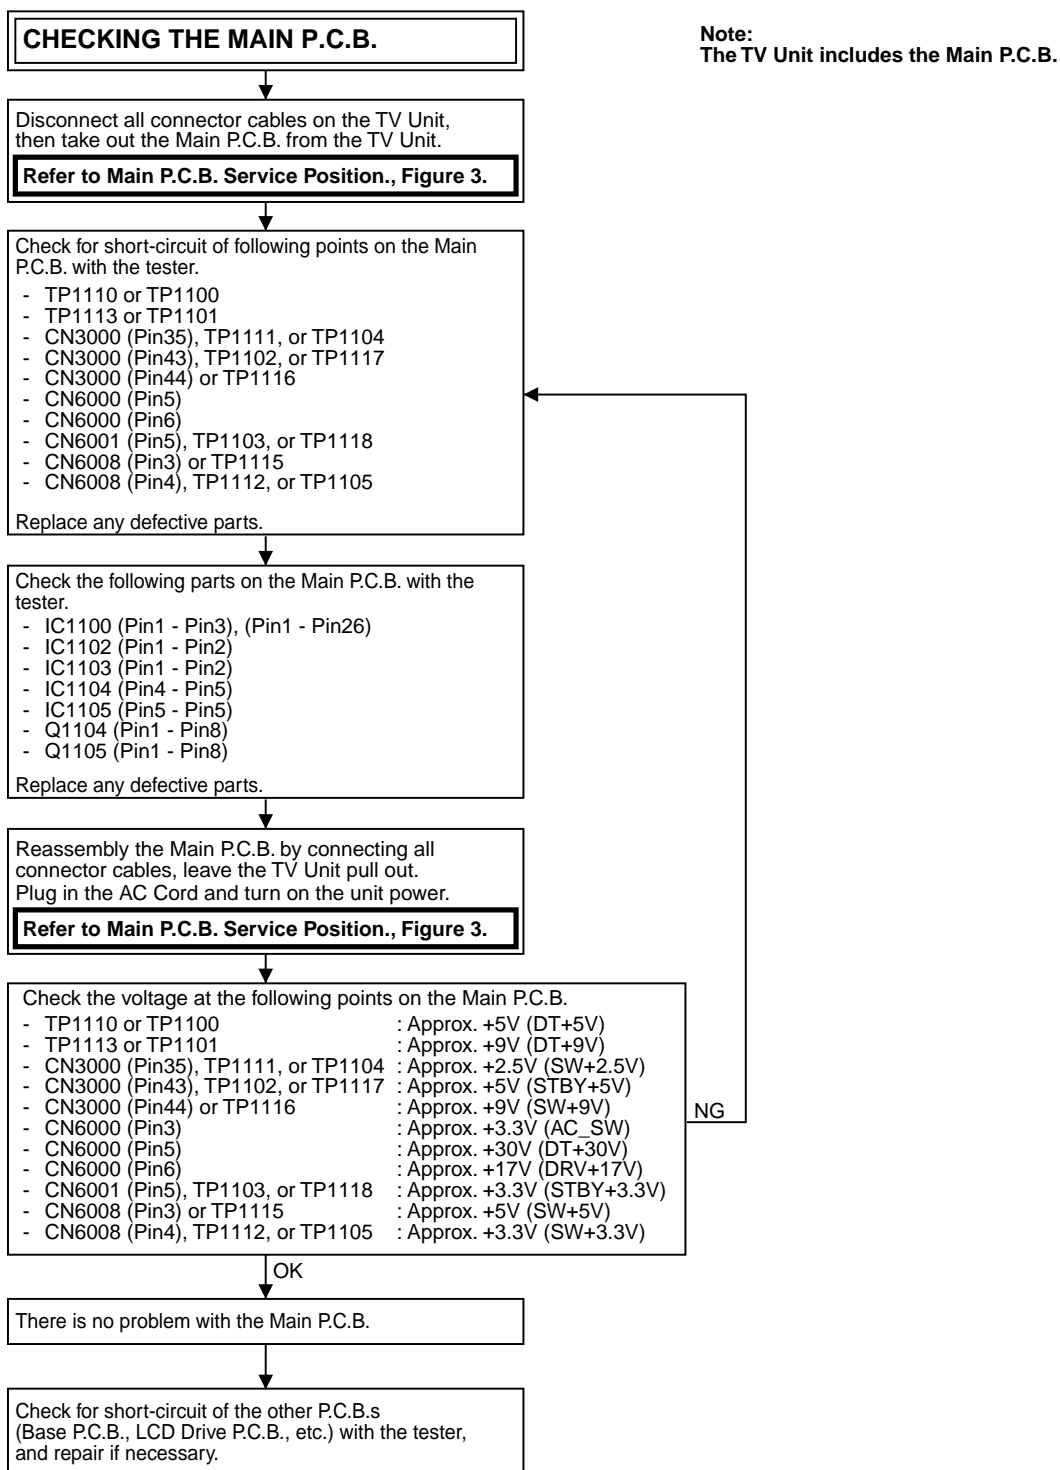 CHECKING THE MAIN P.C.B.
Note:
The TV Unit includes the Main P.C.B.
Disconnect all connector cables on the TV Unit,
then take out the Main P.C.B. from the TV Unit.
Refer to Main P.C.B. Service Position., Figure 3.
Check for short-circuit of following points on the Main
P.C.B. with the tester.
- TP1110 or TP1100
- TP1113 or TP1101
- CN3000 (Pin35), TP1111, or TP1104
- CN3000 (Pin43), TP1102, or TP1117
- CN3000 (Pin44) or TP1116
- CN6000 (Pin5)
- CN6000 (Pin6)
- CN6001 (Pin5), TP1103, or TP1118
- CN6008 (Pin3) or TP1115
- CN6008 (Pin4), TP1112, or TP1105
Replace any defective parts.
Check the following parts on the Main P.C.B. with the
tester.
- IC1100 (Pin1 - Pin3), (Pin1 - Pin26)
- IC1102 (Pin1 - Pin2)
- IC1103 (Pin1 - Pin2)
- IC1104 (Pin4 - Pin5)
- IC1105 (Pin5 - Pin5)
- Q1104 (Pin1 - Pin8)
- Q1105 (Pin1 - Pin8)
Replace any defective parts.
Reassembly the Main P.C.B. by connecting all
connector cables, leave the TV Unit pull out.
Plug in the AC Cord and turn on the unit power.
Refer to Main P.C.B. Service Position., Figure 3.
Check the voltage at the following points on the Main P.C.B.
- TP1110 or TP1100 : Approx. +5V (DT+5V)
- TP1113 or TP1101 : Approx. +9V (DT+9V)
- CN3000 (Pin35), TP1111, or TP1104 : Approx. +2.5V (SW+2.5V)
- CN3000 (Pin43), TP1102, or TP1117 : Approx. +5V (STBY+5V)
- CN3000 (Pin44) or TP1116 : Approx. +9V (SW+9V)
- CN6000 (Pin3) : Approx. +3.3V (AC_SW)
- CN6000 (Pin5) : Approx. +30V (DT+30V)
- CN6000 (Pin6) : Approx. +17V (DRV+17V)
- CN6001 (Pin5), TP1103, or TP1118 : Approx. +3.3V (STBY+3.3V)
- CN6008 (Pin3) or TP1115 : Approx. +5V (SW+5V)
- CN6008 (Pin4), TP1112, or TP1105 : Approx. +3.3V (SW+3.3V)
NG
OK
There is no problem with the Main P.C.B.
Check for short-circuit of the other P.C.B.s
(Base P.C.B., LCD Drive P.C.B., etc.) with the tester,
and repair if necessary.